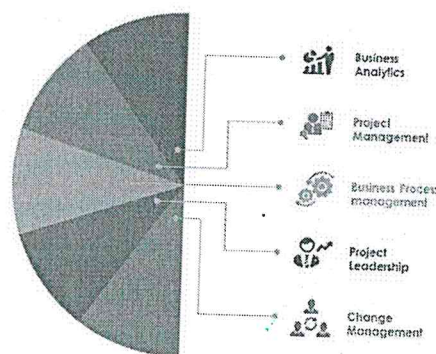 Business
Analytics
Project
Management
Business Process
management
Project
Leadership
Change
Management